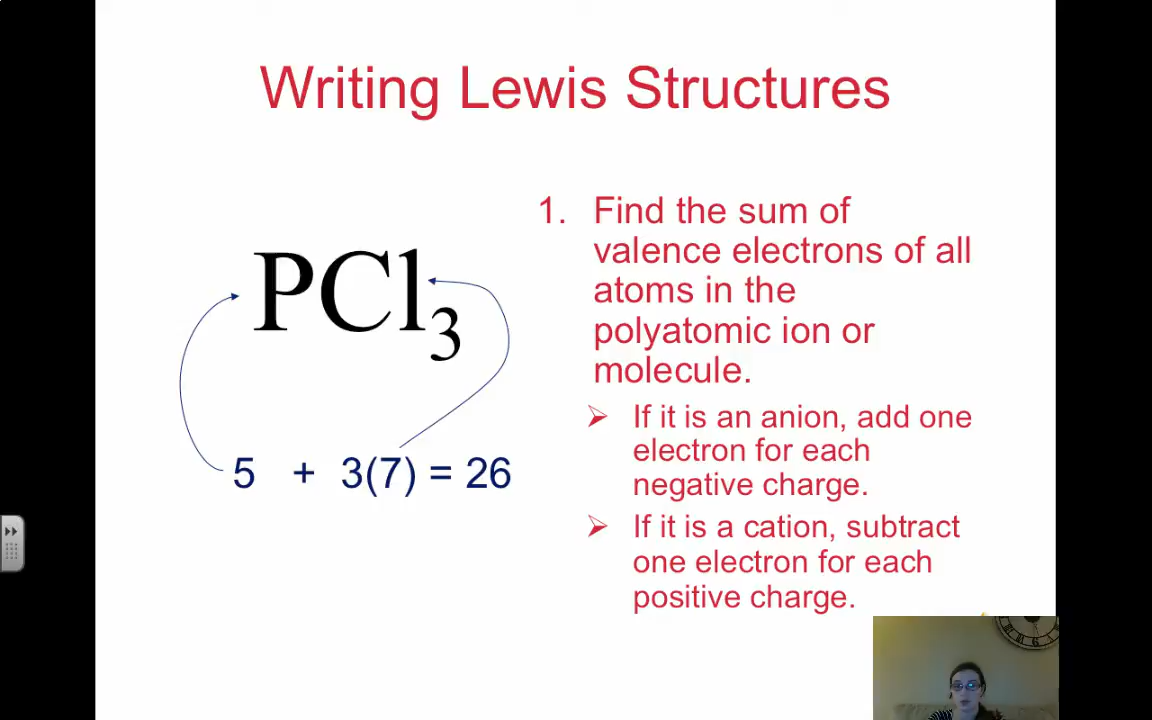 Writing Lewis Structures
PCl3
5 + 3(7) = 26
1. Find the sum of
valence electrons of all
atoms in the
polyatomic ion or
molecule.
➢ If it is an anion, add one
electron for each
negative charge.
➢ If it is a cation, subtract
one electron for each
positive charge.